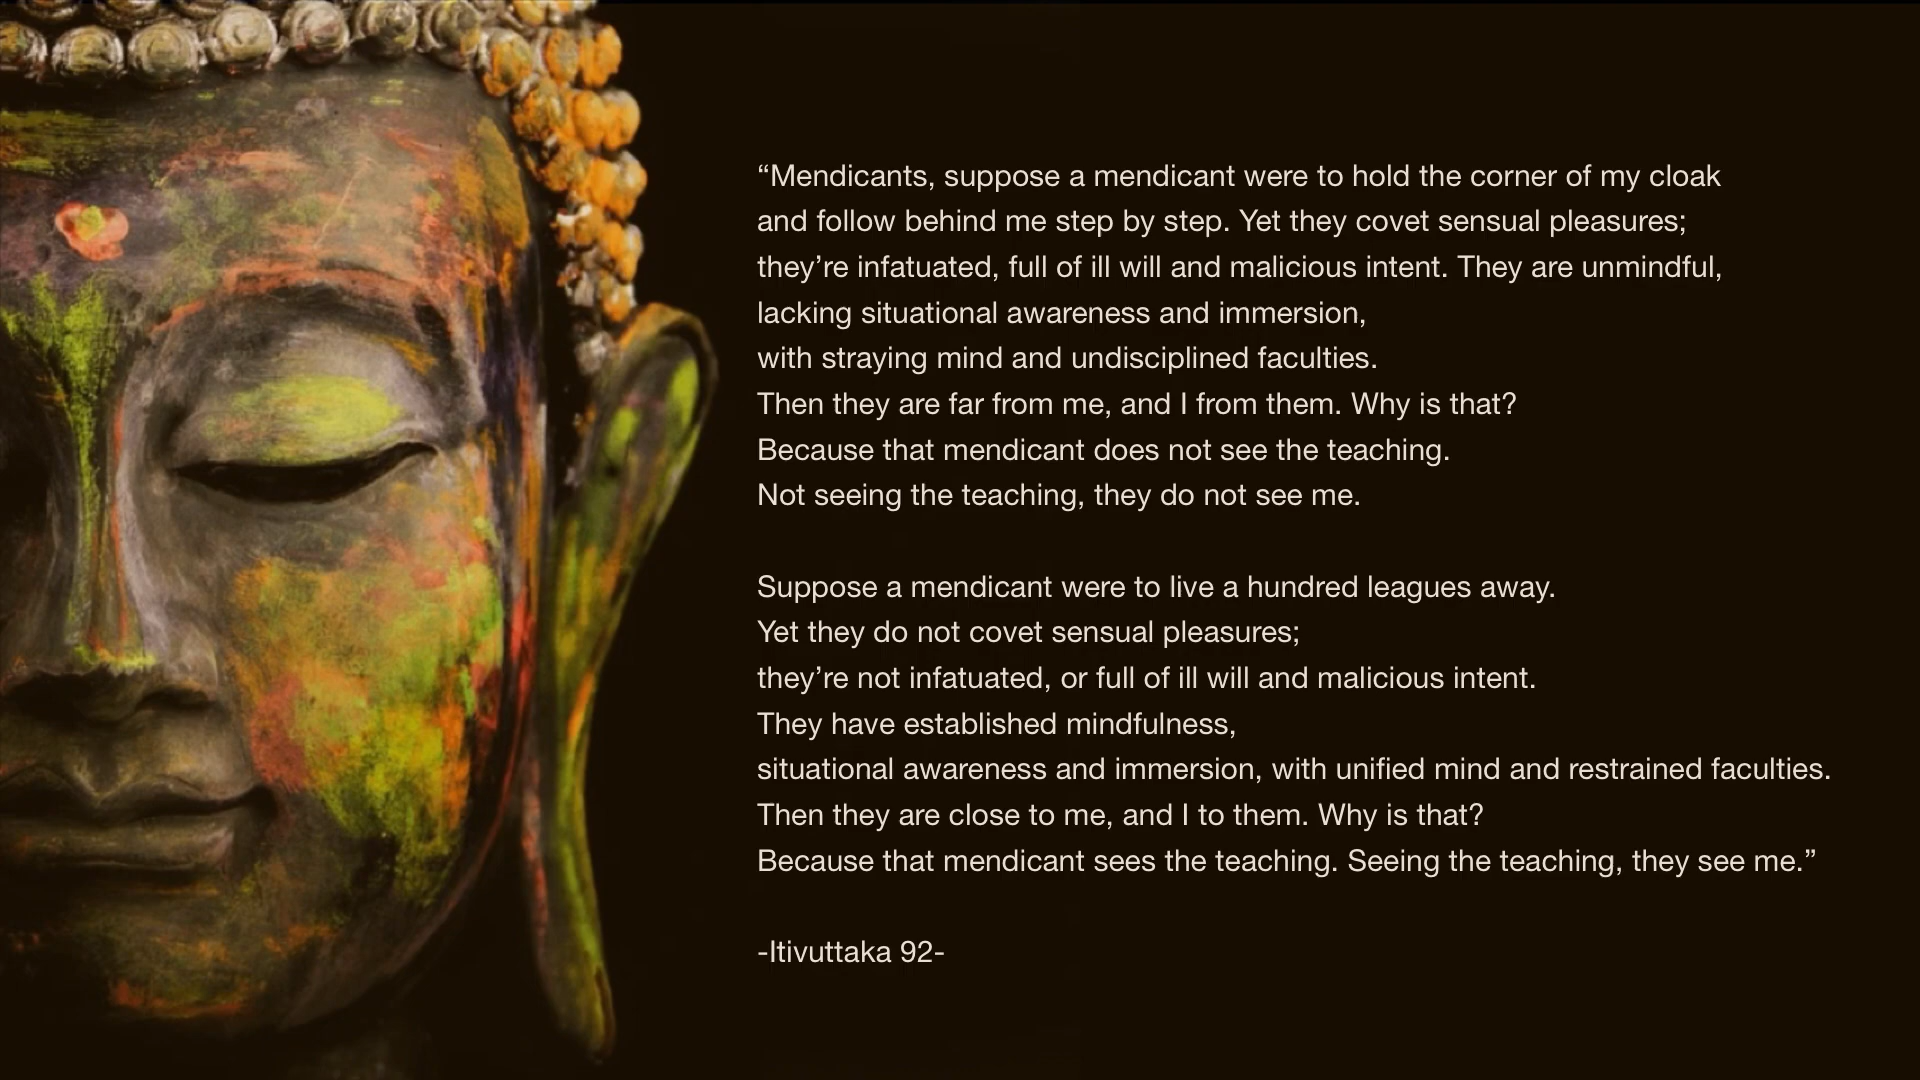 “Mendicants, suppose a mendicant were to hold the corner of my cloak
and follow behind me step by step. Yet they covet sensual pleasures;
they’re infatuated, full of ill will and malicious intent. They are unmindful,
lacking situational awareness and immersion,
with straying mind and undisciplined faculties.
Then they are far from me, and I from them. Why is that?
Because that mendicant does not see the teaching.
Not seeing the teaching, they do not see me.

Suppose a mendicant were to live a hundred leagues away.
Yet they do not covet sensual pleasures;
they’re not infatuated, or full of ill will and malicious intent.
They have established mindfulness,
situational awareness and immersion, with unified mind and restrained faculties.
Then they are close to me, and I to them. Why is that?
Because that mendicant sees the teaching. Seeing the teaching, they see me.”

-Itivuttaka 92-